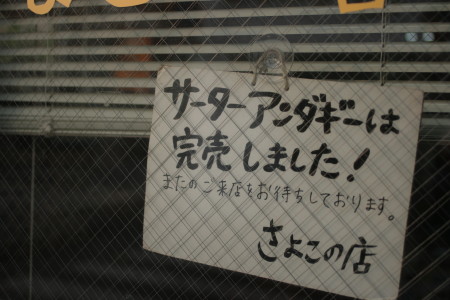 サーターアンダギーは
完売しました!
またのご来店をお待ちしております。
さよこの店